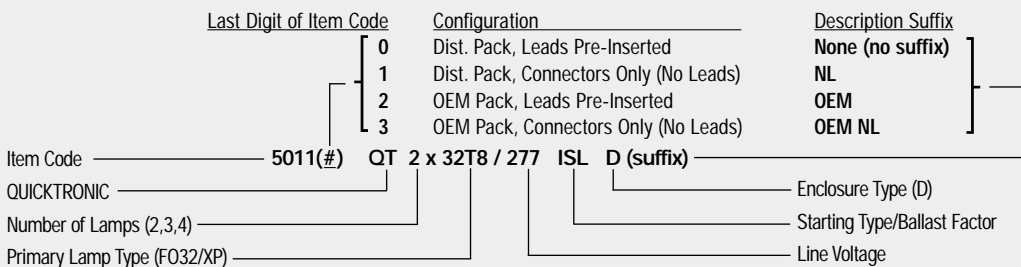 Last Digit of Item Code Configuration Description Suffix
0 Dist. Pack, Leads Pre-Inserted None (no suffix)
1 Dist. Pack, Connectors Only (No Leads) NL
2 OEM Pack, Leads Pre-Inserted OEM
3 OEM Pack, Connectors Only (No Leads) OEM NL
Item Code 5011(#) QT 2 x 32T8 / 277 ISL D (suffix)
QUICKTRONIC Enclosure Type (D)
Number of Lamps (2,3,4) Starting Type/Ballast Factor
Primary Lamp Type (FO32/XP) Line Voltage